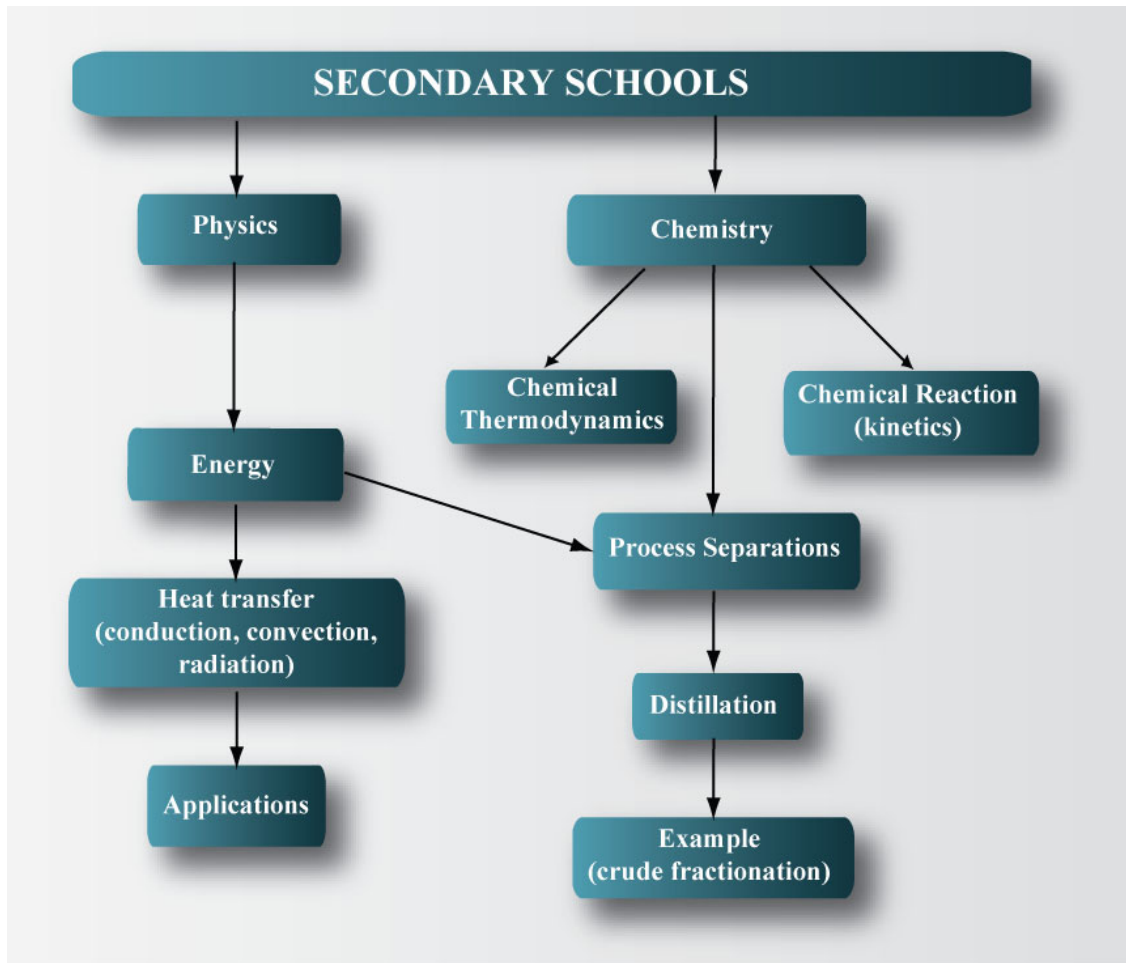 SECONDARY SCHOOLS
Physics
Chemistry
Chemical
Thermodynamics
Chemical Reaction
(kinetics)
Energy
Process Separations
Heat transfer
(conduction, convection,
radiation)
Distillation
Applications
Example
(crude fractionation)